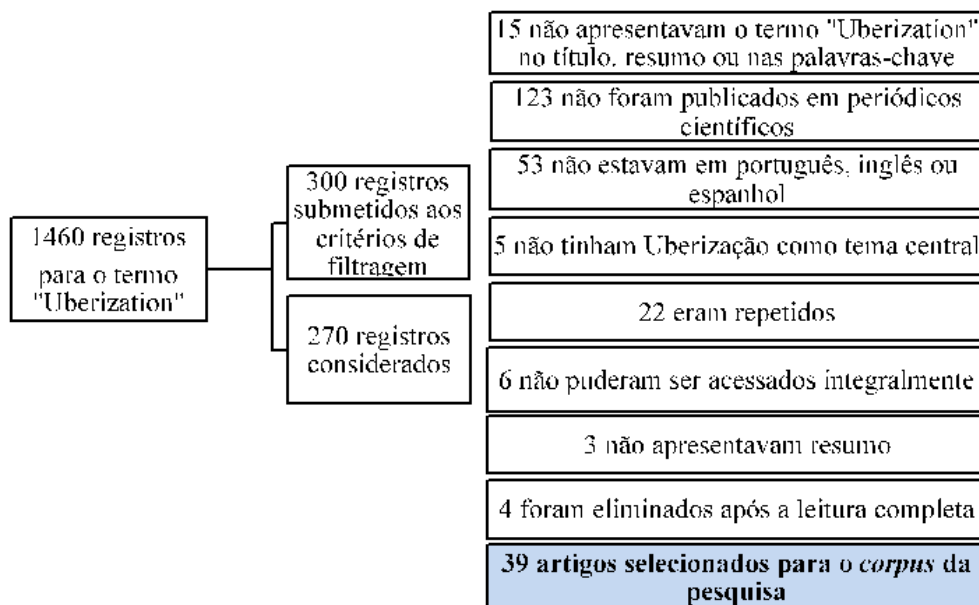 1460 registros
para o termo
"Uberization"
300 registros
submetidos aos
critérios de
filtragem
270 registros
considerados
15 não apresentavam o termo "Uberization"
no título, resumo ou nas palavras-chave
123 não foram publicados em periódicos
científicos
53 não estavam em português, inglês ou
espanhol
5 não tinham Uberização como tema central
22 eram repetidos
6 não puderam ser acessados integralmente
3 não apresentavam resumo
4 foram eliminados após a leitura completa
39 artigos selecionados para o corpus da
pesquisa